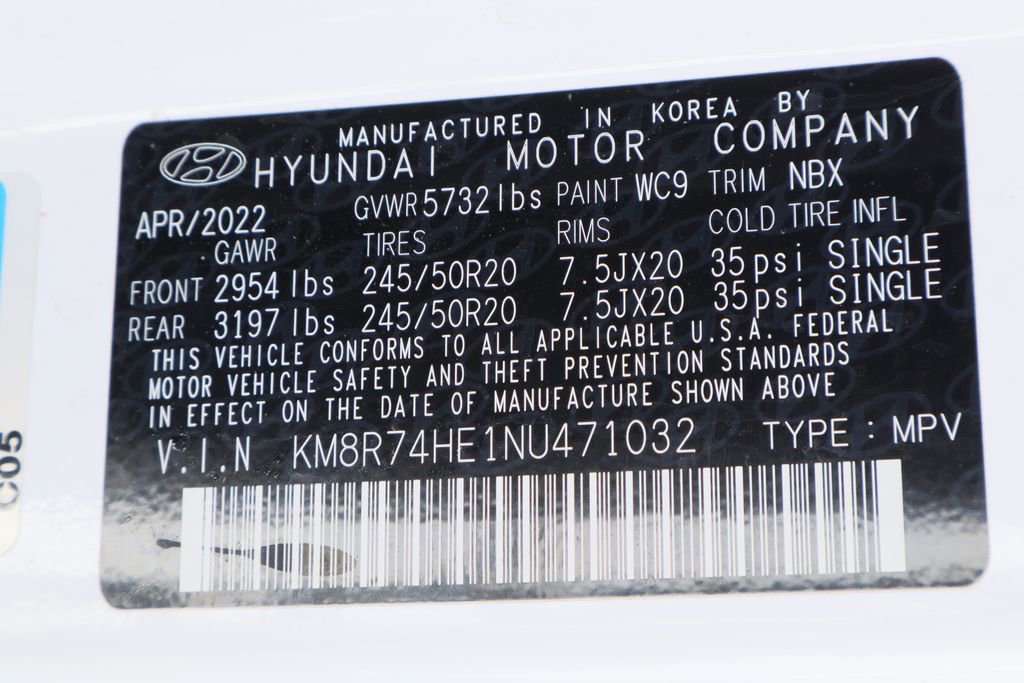 MANUFACTURED IN KOREA BY
HYUNDAI MOTOR COMPANY
APR/2022 GVWR 5732 lbs PAINT WC9 TRIM NBX
GAWR TIRES RIMS COLD TIRE INFL
FRONT 2954 lbs 245/50R20 7.5JX20 35psi SINGLE
REAR 3197 lbs 245/50R20 7.5JX20 35psi SINGLE
THIS VEHICLE CONFORMS TO ALL APPLICABLE U.S.A. FEDERAL
MOTOR VEHICLE SAFETY AND THEFT PREVENTION STANDARDS
IN EFFECT ON THE DATE OF MANUFACTURE SHOWN ABOVE
V.I.N KM8R74HE1NU471032 TYPE : MPV
C05